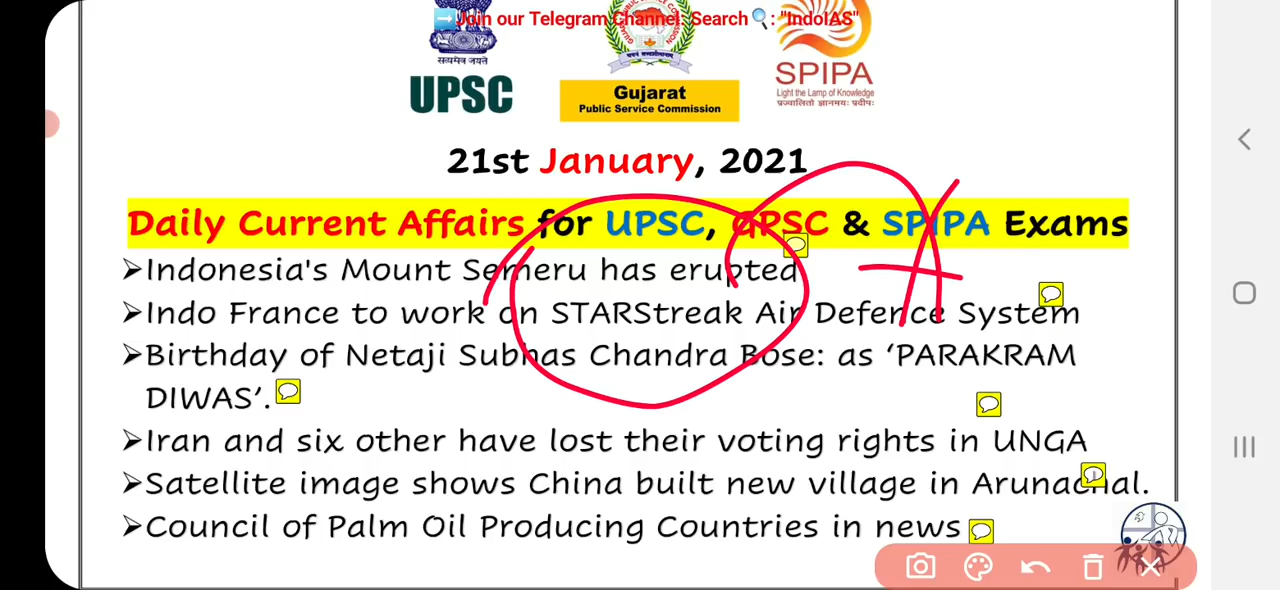 ➡Join our Telegram Channel: Search🔍: "IndoIAS"
सत्यमेव जयते
UPSC
Gujarat
Public Service Commission
SPIPA
Light the Lamp of Knowledge
प्रज्वालितो ज्ञानमयः प्रदीपः
21st January, 2021
Daily Current Affairs for UPSC, GPSC & SPIPA Exams
➢Indonesia's Mount Semeru has erupted
➢Indo France to work on STARStreak Air Defence System
➢Birthday of Netaji Subhas Chandra Bose: as ‘PARAKRAM
DIWAS’.
➢Iran and six other have lost their voting rights in UNGA
➢Satellite image shows China built new village in Arunachal.
➢Council of Palm Oil Producing Countries in news